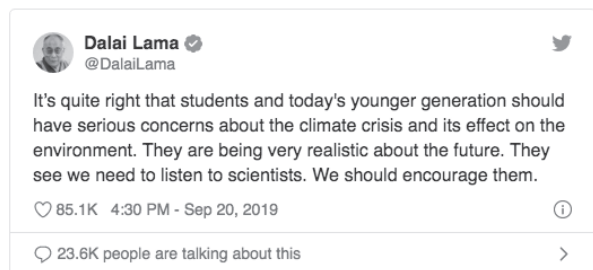 Dalai Lama
@DalaiLama
It's quite right that students and today's younger generation should
have serious concerns about the climate crisis and its effect on the
environment. They are being very realistic about the future. They
see we need to listen to scientists. We should encourage them.
85.1K 4:30 PM - Sep 20, 2019
23.6K people are talking about this